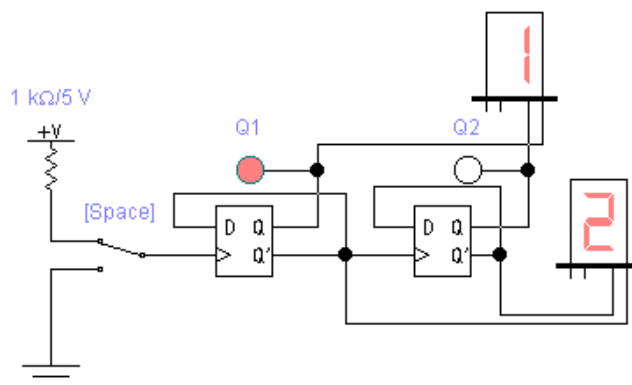 1
1 kΩ/5 V
+V
Q1
Q2
[Space]
D Q
Q'
D Q
Q'
2